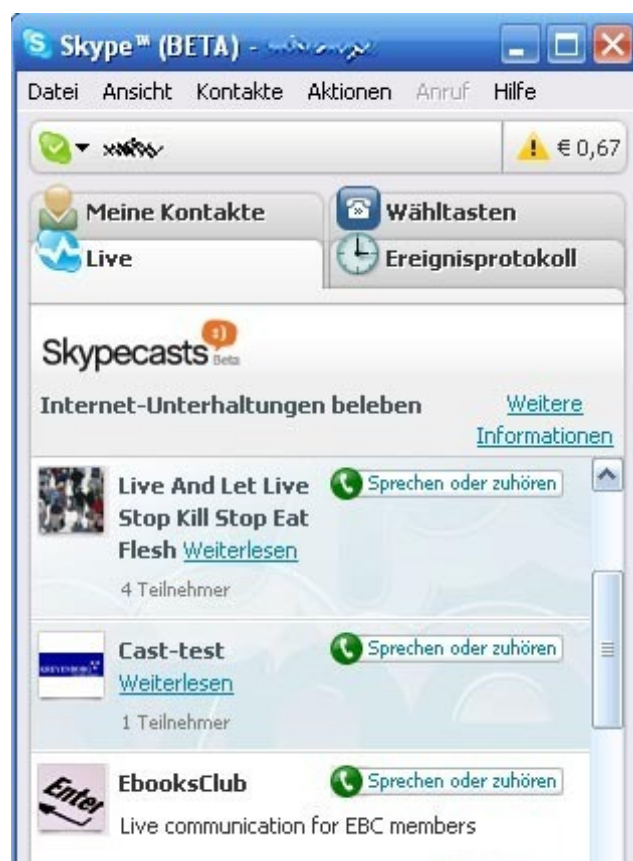 Skype™ (BETA) -
Datei Ansicht Kontakte Aktionen Anruf Hilfe
€ 0,67
Meine Kontakte Wähltasten
Live Ereignisprotokoll
Skypecasts :) Beta
Internet-Unterhaltungen beleben Weitere
Informationen
Live And Let Live Sprechen oder zuhören
Stop Kill Stop Eat
Flesh Weiterlesen
4 Teilnehmer
Cast-test Sprechen oder zuhören
Weiterlesen
1 Teilnehmer
Enter
EbooksClub Sprechen oder zuhören
Live communication for EBC members